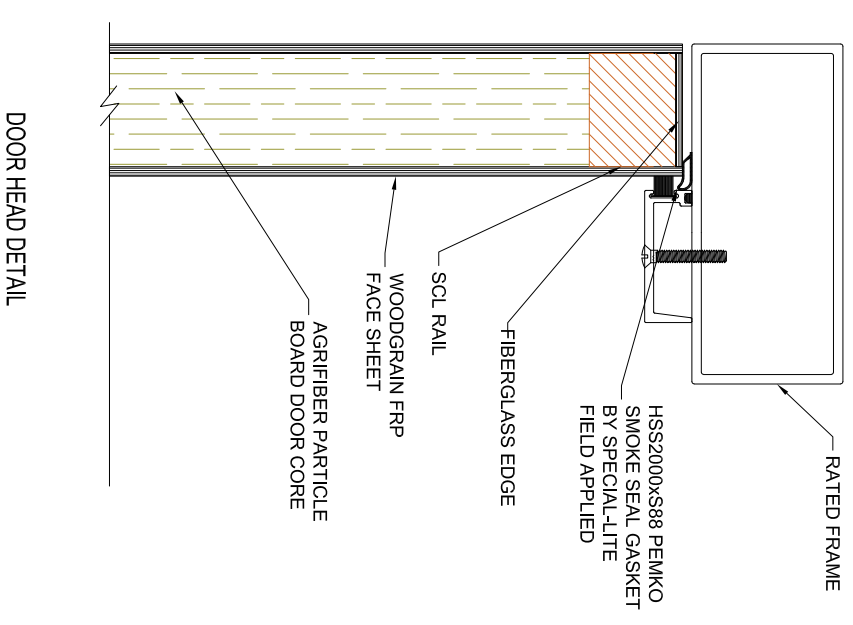 RATED FRAME
HSS2000xS88 PEMKO
SMOKE SEAL GASKET
BY SPECIAL-LITE
FIELD APPLIED
FIBERGLASS EDGE
SCL RAIL
WOODGRAIN FRP
FACE SHEET
AGRIFIBER PARTICLE
BOARD DOOR CORE
DOOR HEAD DETAIL